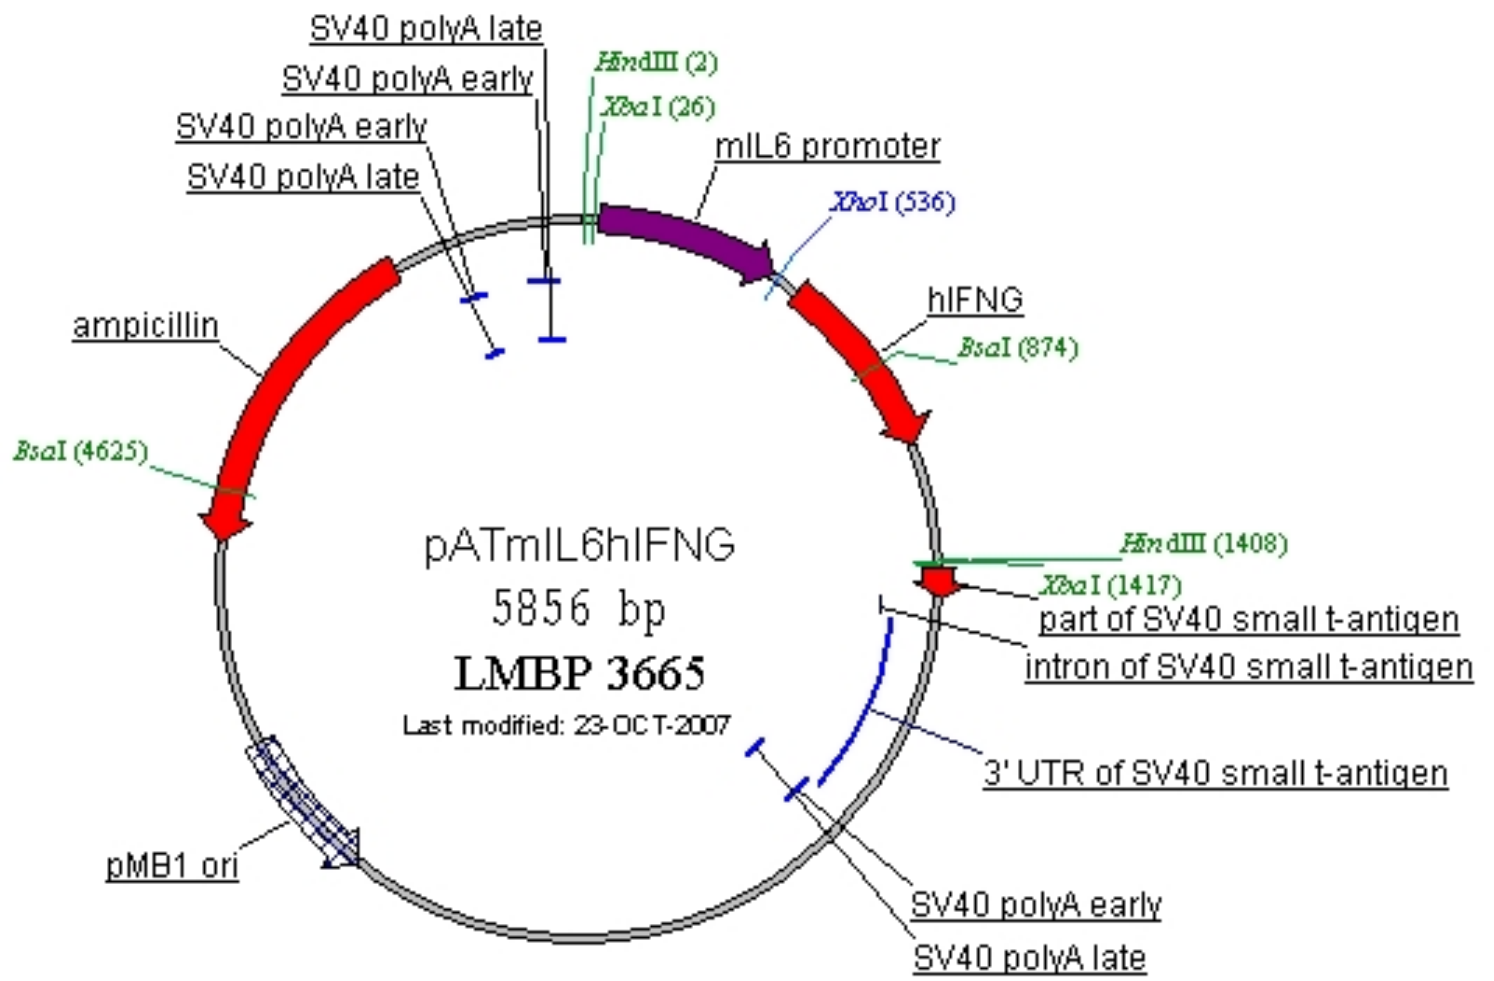 SV40 polyA late
SV40 polyA early
SV40 polyA early
SV40 polyA late
HindIII (2)
XbaI (26)
mIL6 promoter
XhoI (536)
hIFNG
BsaI (874)
ampicillin
BsaI (4625)
pATmIL6hIFNG
5856 bp
LMBP 3665
Last modified: 23-OCT-2007
HindIII (1408)
XbaI (1417)
part of SV40 small t-antigen
intron of SV40 small t-antigen
3' UTR of SV40 small t-antigen
pMB1 ori
SV40 polyA early
SV40 polyA late